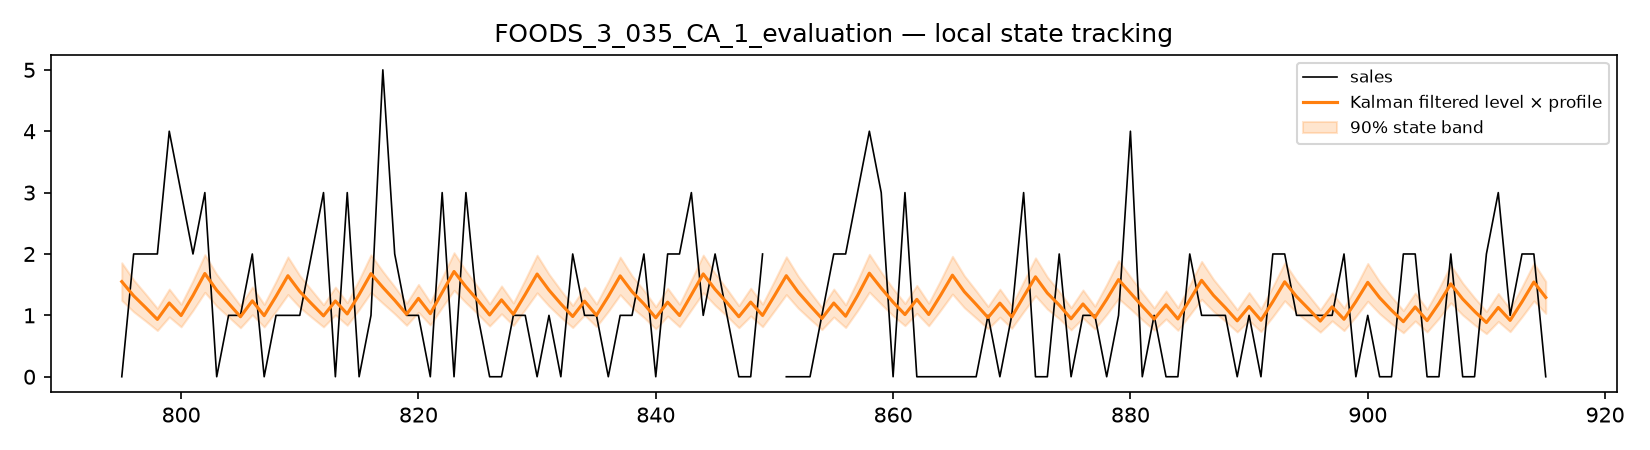 FOODS_3_035_CA_1_evaluation — local state tracking
sales
Kalman filtered level × profile
90% state band
5
4
3
2
1
0
800 820 840 860 880 900 920